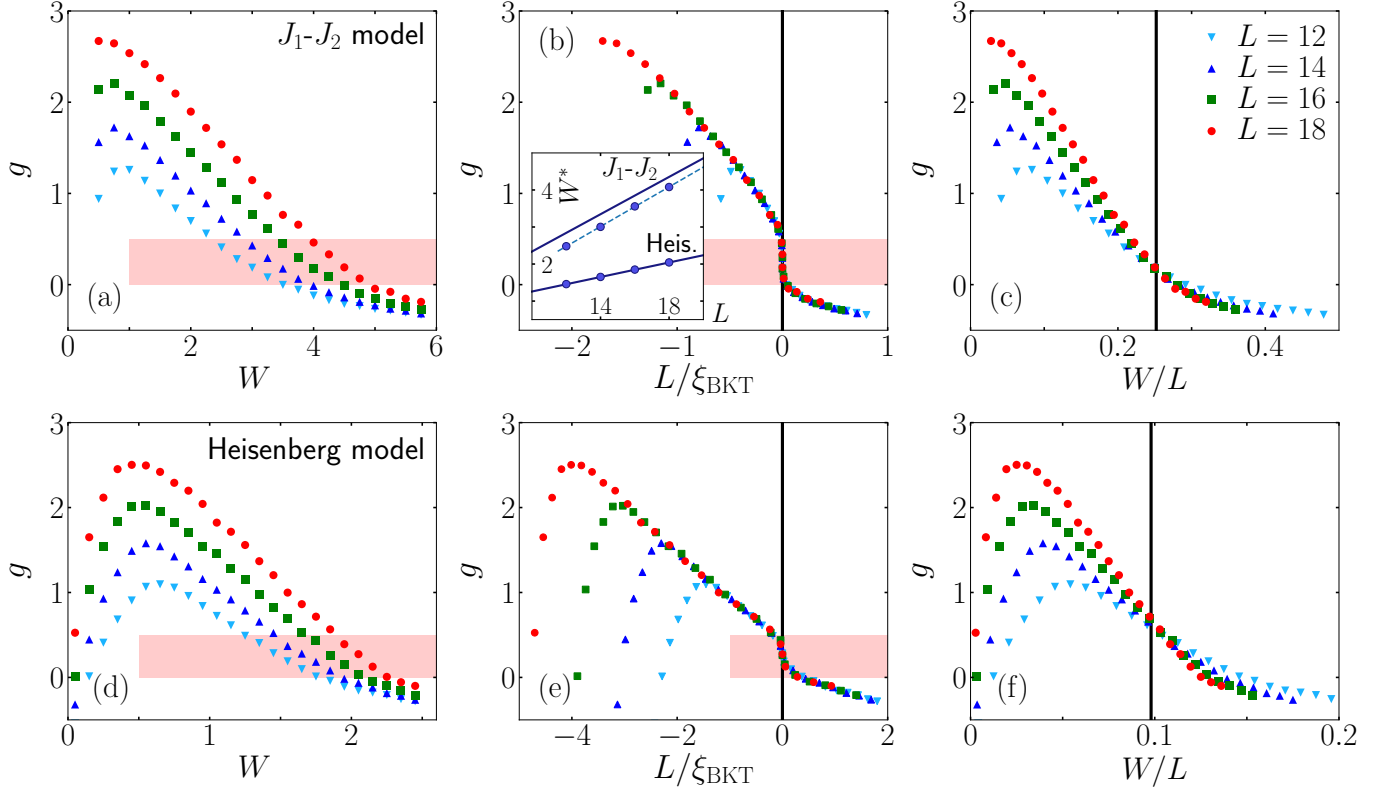 3
2
1
0
g
J₁-J₂ model
(a)
0
2
4
6
W
3
2
1
0
g
(b)
4
2
W*
J₁-J₂
Heis.
14
18
L
−2
−1
0
1
L/ξ_BKT
3
2
1
0
g
L = 12
L = 14
L = 16
L = 18
(c)
0
0.2
0.4
W/L
3
2
1
0
g
Heisenberg model
(d)
0
1
2
W
3
2
1
0
g
(e)
−4
−2
0
2
L/ξ_BKT
3
2
1
0
g
(f)
0
0.1
0.2
W/L